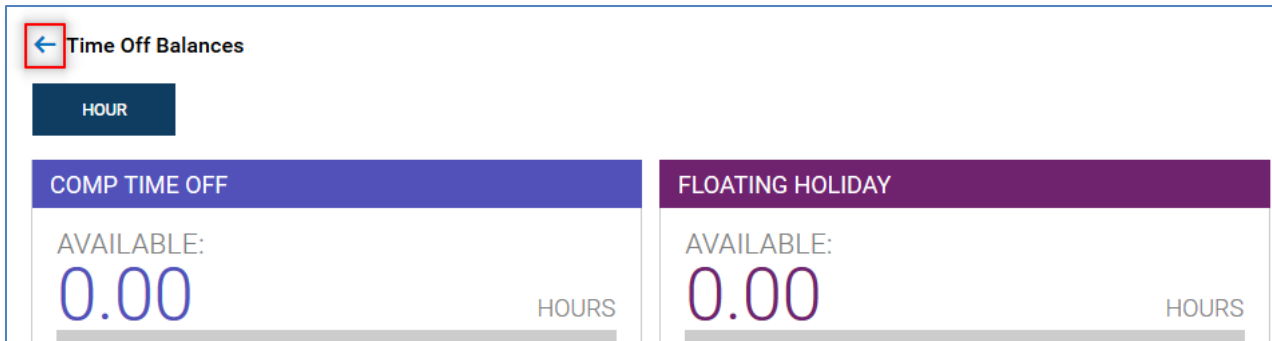 Time Off Balances
HOUR
COMP TIME OFF
AVAILABLE:
0.00 HOURS
FLOATING HOLIDAY
AVAILABLE:
0.00 HOURS